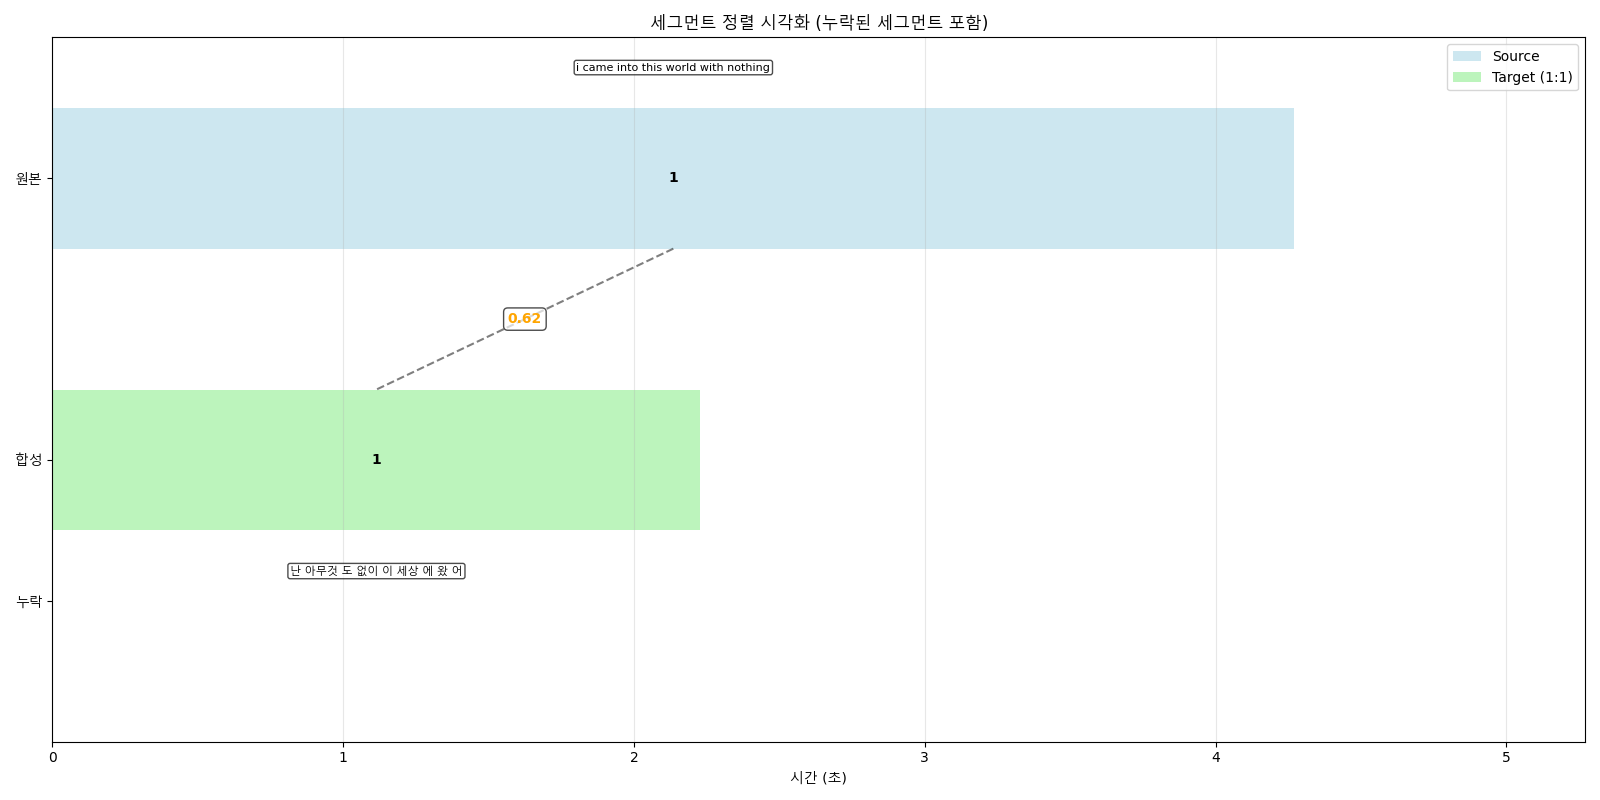 세그먼트 정렬 시각화 (누락된 세그먼트 포함)
i came into this world with nothing
Source
Target (1:1)
원본
1
0.62
합성
1
난 아무것 도 없이 이 세상 에 왔 어
누락
0 1 2 3 4 5
시간 (초)